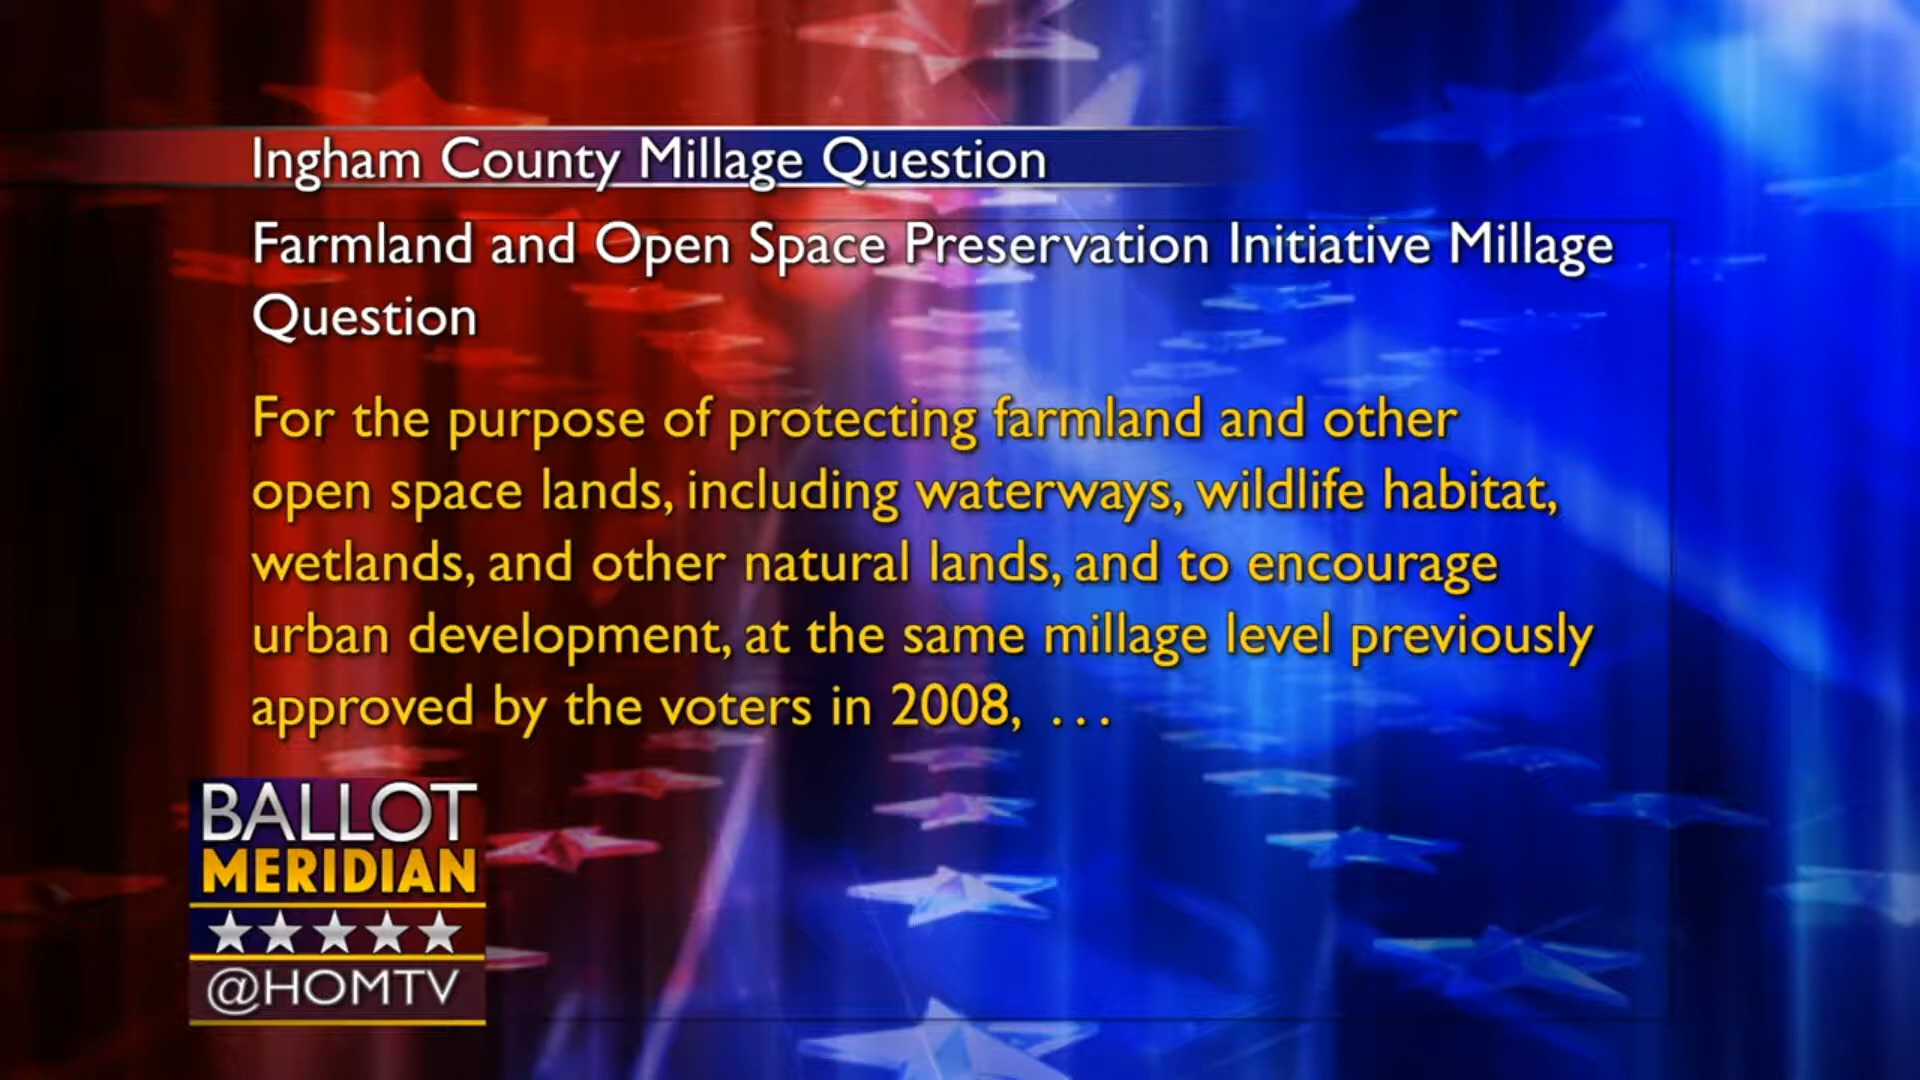 Ingham County Millage Question
Farmland and Open Space Preservation Initiative Millage
Question
For the purpose of protecting farmland and other
open space lands, including waterways, wildlife habitat,
wetlands, and other natural lands, and to encourage
urban development, at the same millage level previously
approved by the voters in 2008, ...
BALLOT
MERIDIAN
@HOMTV